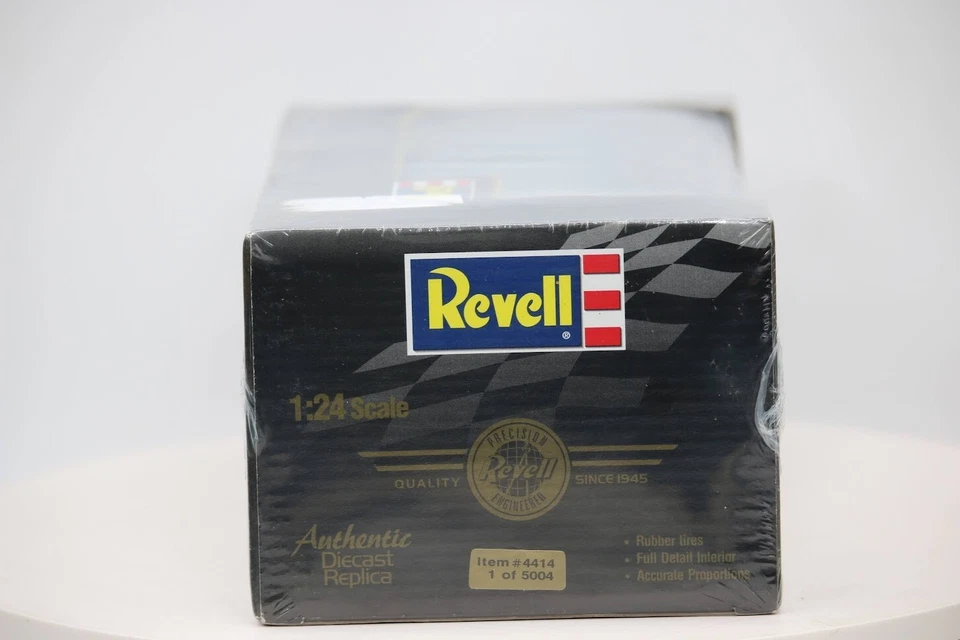 Revell ®
1:24 Scale
PRECISION
Revell
ENGINEERED
QUALITY
SINCE 1945
Authentic
Diecast
Replica
Item #4414
1 of 5004
• Rubber tires
• Full Detail Interior
• Accurate Proportions